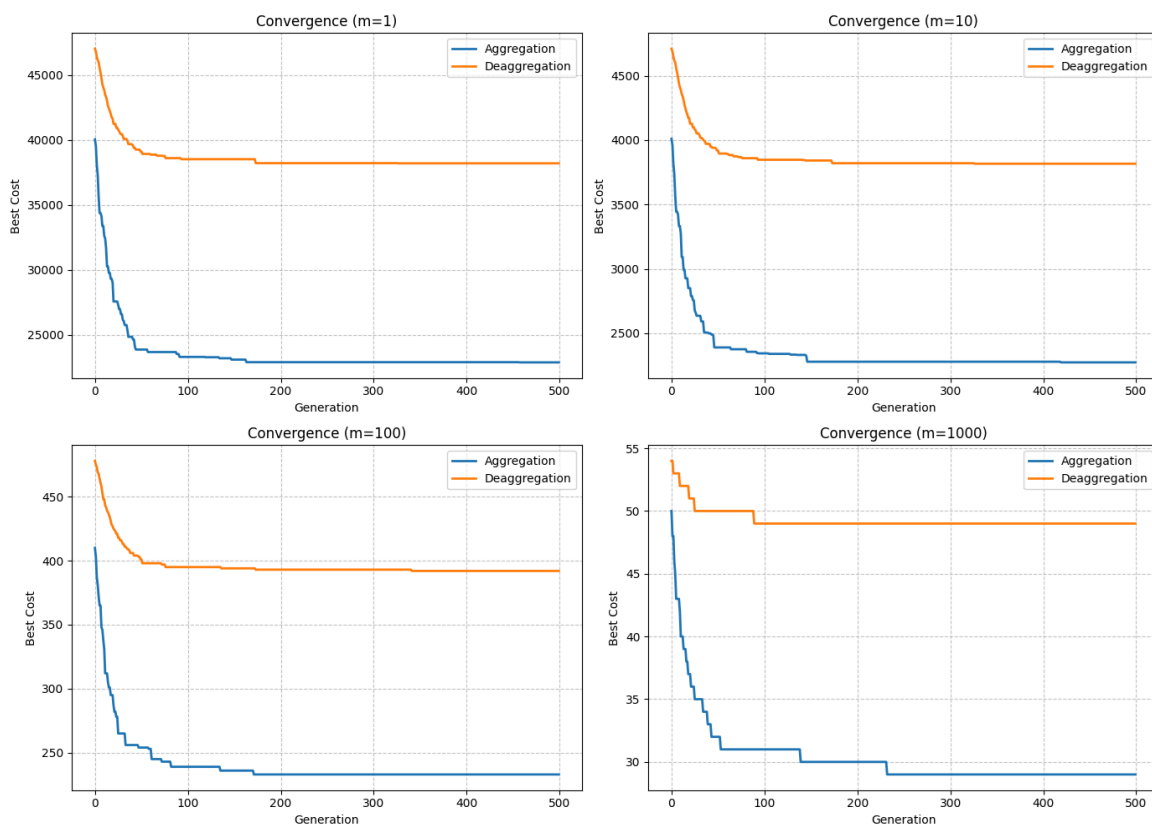 Convergence (m=1)
Aggregation
Deaggregation
45000
40000
35000
30000
25000
Best Cost
0
100
200
300
400
500
Generation
Convergence (m=10)
Aggregation
Deaggregation
4500
4000
3500
3000
2500
Best Cost
0
100
200
300
400
500
Generation
Convergence (m=100)
Aggregation
Deaggregation
450
400
350
300
250
Best Cost
0
100
200
300
400
500
Generation
Convergence (m=1000)
Aggregation
Deaggregation
55
50
45
40
35
30
Best Cost
0
100
200
300
400
500
Generation